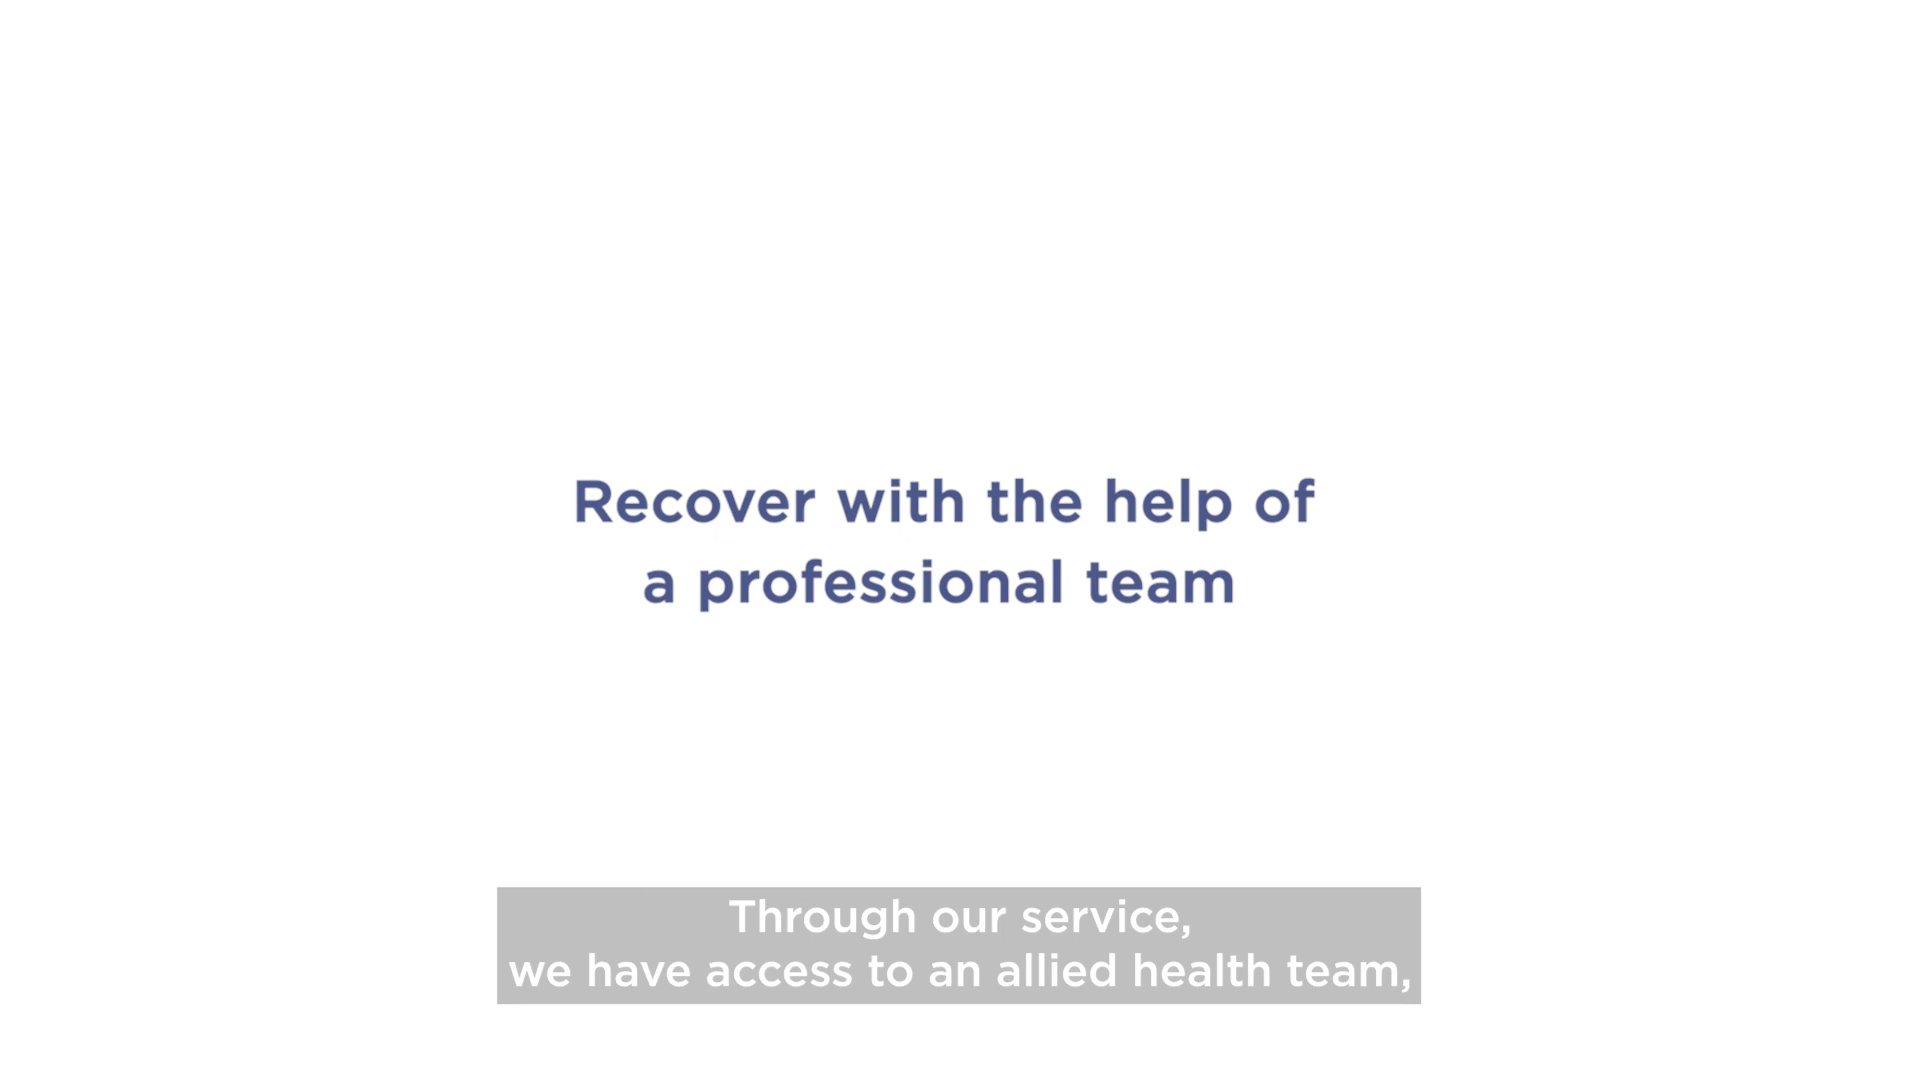 Recover with the help of
a professional team
Through our service,
we have access to an allied health team,